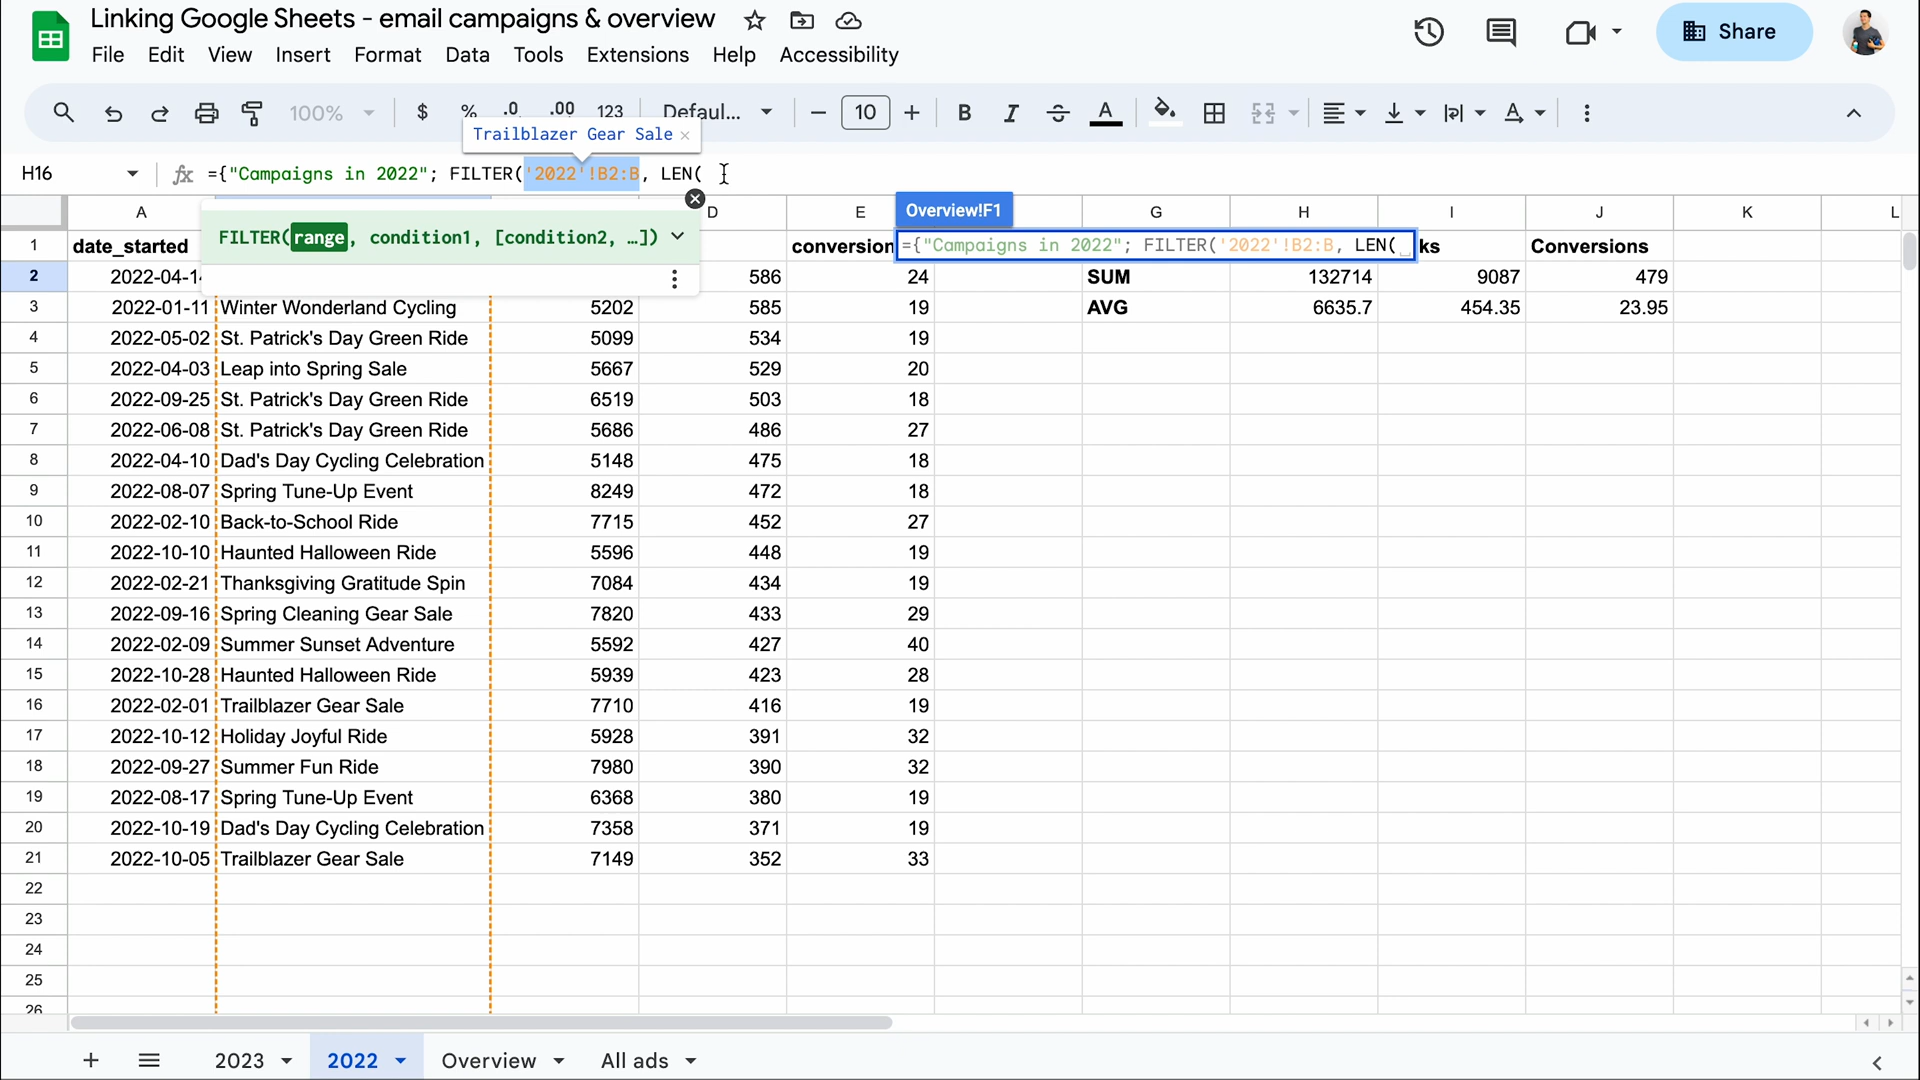 Linking Google Sheets - email campaigns & overview
File Edit View Insert Format Data Tools Extensions Help Accessibility
Share
100% $ % .0 .00 123 Defaul... 10 B I A
Trailblazer Gear Sale
H16 fx ={"Campaigns in 2022"; FILTER('2022'!B2:B, LEN(
A D E Overview!F1 G H I J K L
FILTER(range, condition1, [condition2, …])
1 date_started conversion ={"Campaigns in 2022"; FILTER('2022'!B2:B, LEN( ks Conversions
2 2022-04-14 586 24 SUM 132714 9087 479
3 2022-01-11 Winter Wonderland Cycling 5202 585 19 AVG 6635.7 454.35 23.95
4 2022-05-02 St. Patrick's Day Green Ride 5099 534 19
5 2022-04-03 Leap into Spring Sale 5667 529 20
6 2022-09-25 St. Patrick's Day Green Ride 6519 503 18
7 2022-06-08 St. Patrick's Day Green Ride 5686 486 27
8 2022-04-10 Dad's Day Cycling Celebration 5148 475 18
9 2022-08-07 Spring Tune-Up Event 8249 472 18
10 2022-02-10 Back-to-School Ride 7715 452 27
11 2022-10-10 Haunted Halloween Ride 5596 448 19
12 2022-02-21 Thanksgiving Gratitude Spin 7084 434 19
13 2022-09-16 Spring Cleaning Gear Sale 7820 433 29
14 2022-02-09 Summer Sunset Adventure 5592 427 40
15 2022-10-28 Haunted Halloween Ride 5939 423 28
16 2022-02-01 Trailblazer Gear Sale 7710 416 19
17 2022-10-12 Holiday Joyful Ride 5928 391 32
18 2022-09-27 Summer Fun Ride 7980 390 32
19 2022-08-17 Spring Tune-Up Event 6368 380 19
20 2022-10-19 Dad's Day Cycling Celebration 7358 371 19
21 2022-10-05 Trailblazer Gear Sale 7149 352 33
22
23
24
25
26
2023 2022 Overview All ads